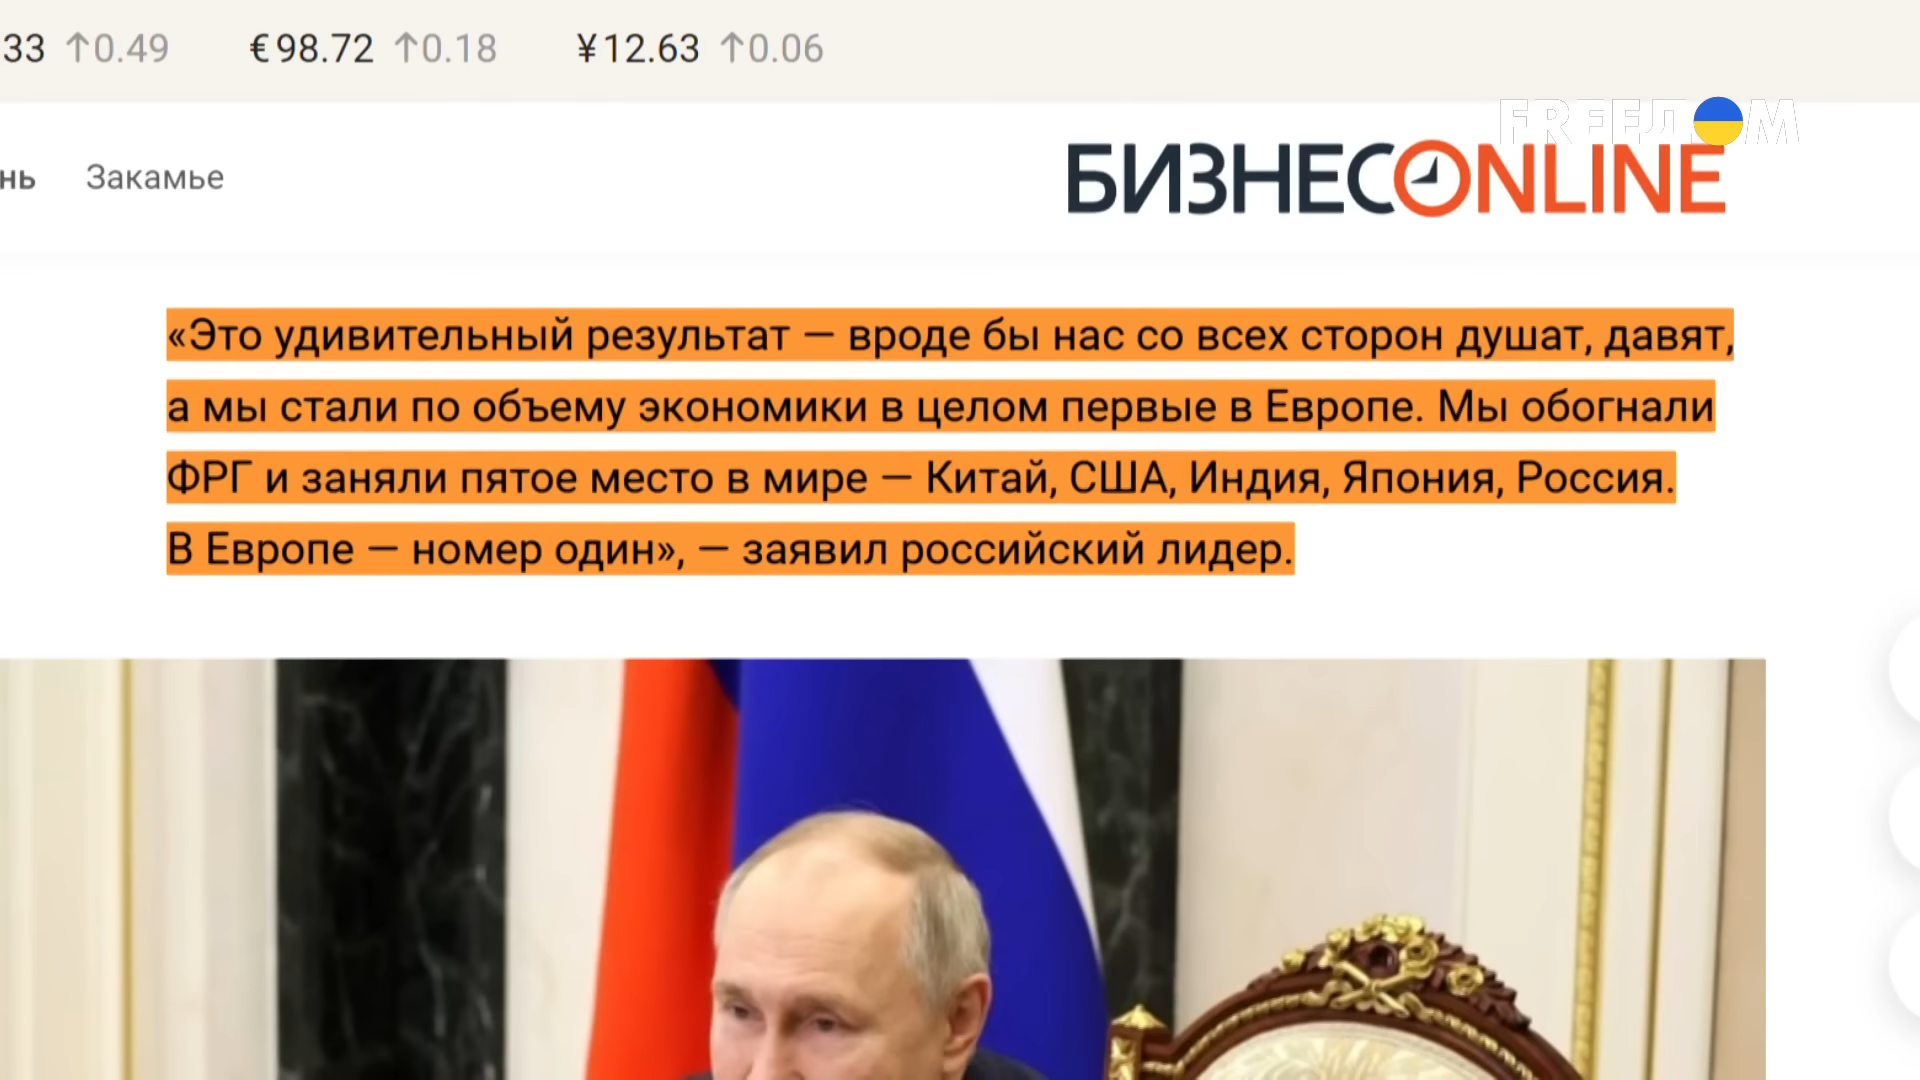 33 ↑0.49 €98.72 ↑0.18 ¥12.63 ↑0.06
FREEДOM
нь Закамье
БИЗНЕС ONLINE
«Это удивительный результат — вроде бы нас со всех сторон душат, давят,
а мы стали по объему экономики в целом первые в Европе. Мы обогнали
ФРГ и заняли пятое место в мире — Китай, США, Индия, Япония, Россия.
В Европе — номер один», — заявил российский лидер.